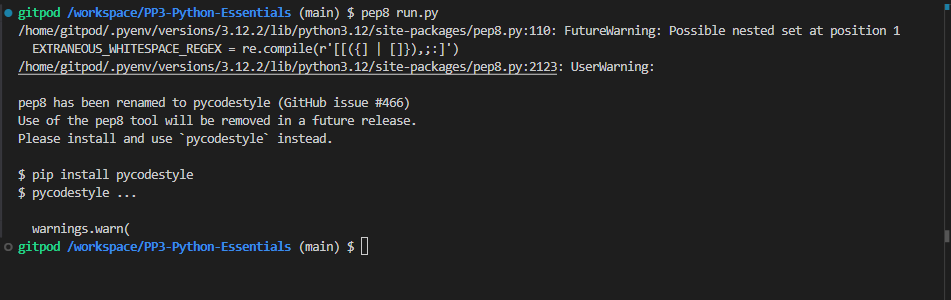 gitpod /workspace/PP3-Python-Essentials (main) $ pep8 run.py
/home/gitpod/.pyenv/versions/3.12.2/lib/python3.12/site-packages/pep8.py:110: FutureWarning: Possible nested set at position 1
  EXTRANEOUS_WHITESPACE_REGEX = re.compile(r'[[({] | []}),;:]')
/home/gitpod/.pyenv/versions/3.12.2/lib/python3.12/site-packages/pep8.py:2123: UserWarning:
pep8 has been renamed to pycodestyle (GitHub issue #466)
Use of the pep8 tool will be removed in a future release.
Please install and use `pycodestyle` instead.
$ pip install pycodestyle
$ pycodestyle ...
  warnings.warn(
gitpod /workspace/PP3-Python-Essentials (main) $